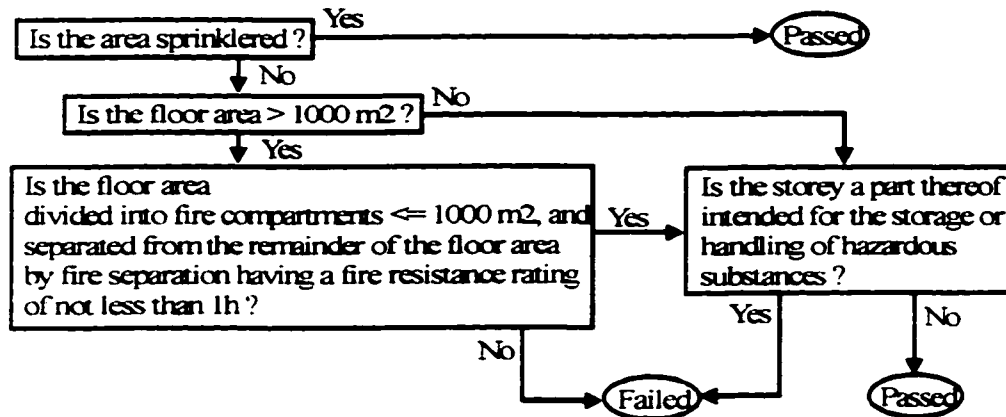 Yes
Is the area sprinklered ?
Passed
No
Is the floor area > 1000 m2 ?
No
Yes
Is the floor area
divided into fire compartments <= 1000 m2, and
separated from the remainder of the floor area
by fire separation having a fire resistance rating
of not less than 1h ?
Yes
Is the storey a part thereof
intended for the storage or
handling of hazardous
substances ?
No
Yes
No
Failed
Passed